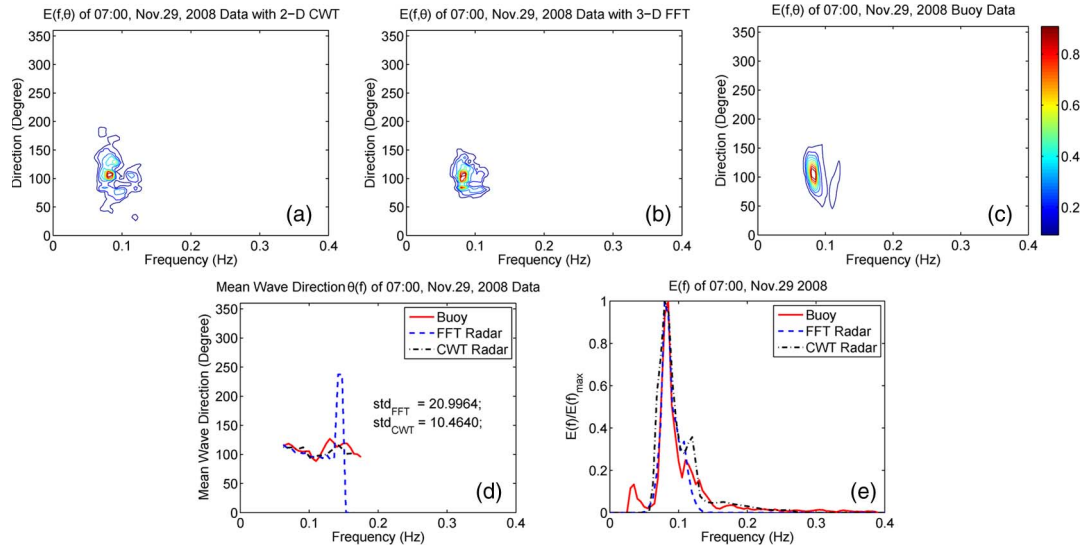 E(f,θ) of 07:00, Nov.29, 2008 Data with 2−D CWT
350
300
250
200
150
100
50
0
Direction (Degree)
0
0.1
0.2
0.3
0.4
Frequency (Hz)
(a)
E(f,θ) of 07:00, Nov.29, 2008 Data with 3−D FFT
350
300
250
200
150
100
50
0
Direction (Degree)
0
0.1
0.2
0.3
0.4
Frequency (Hz)
(b)
E(f,θ) of 07:00, Nov.29, 2008 Buoy Data
350
300
250
200
150
100
50
0
Direction (Degree)
0
0.1
0.2
0.3
0.4
Frequency (Hz)
(c)
0.8
0.6
0.4
0.2
Mean Wave Direction θ(f) of 07:00, Nov.29, 2008 Data
350
300
250
200
150
100
50
0
Mean Wave Direction (Degree)
Buoy
FFT Radar
CWT Radar
std_FFT = 20.9964;
std_CWT = 10.4640;
0
0.1
0.2
0.3
0.4
Frequency (Hz)
(d)
E(f) of 07:00, Nov.29 2008
1
0.8
0.6
0.4
0.2
0
E(f)/E(f)max
Buoy
FFT Radar
CWT Radar
0
0.1
0.2
0.3
0.4
Frequency (Hz)
(e)